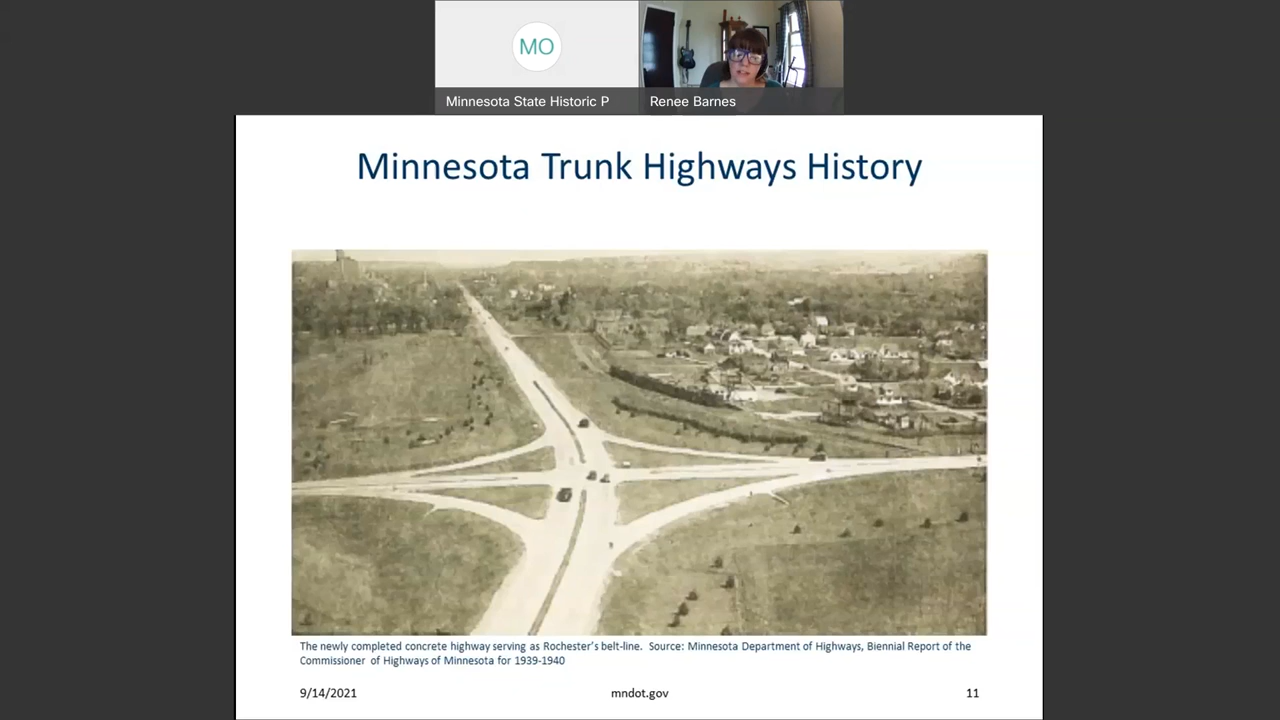 MO
Minnesota State Historic P
Renee Barnes
Minnesota Trunk Highways History
The newly completed concrete highway serving as Rochester's belt-line. Source: Minnesota Department of Highways, Biennial Report of the
Commissioner of Highways of Minnesota for 1939-1940
9/14/2021
mndot.gov
11